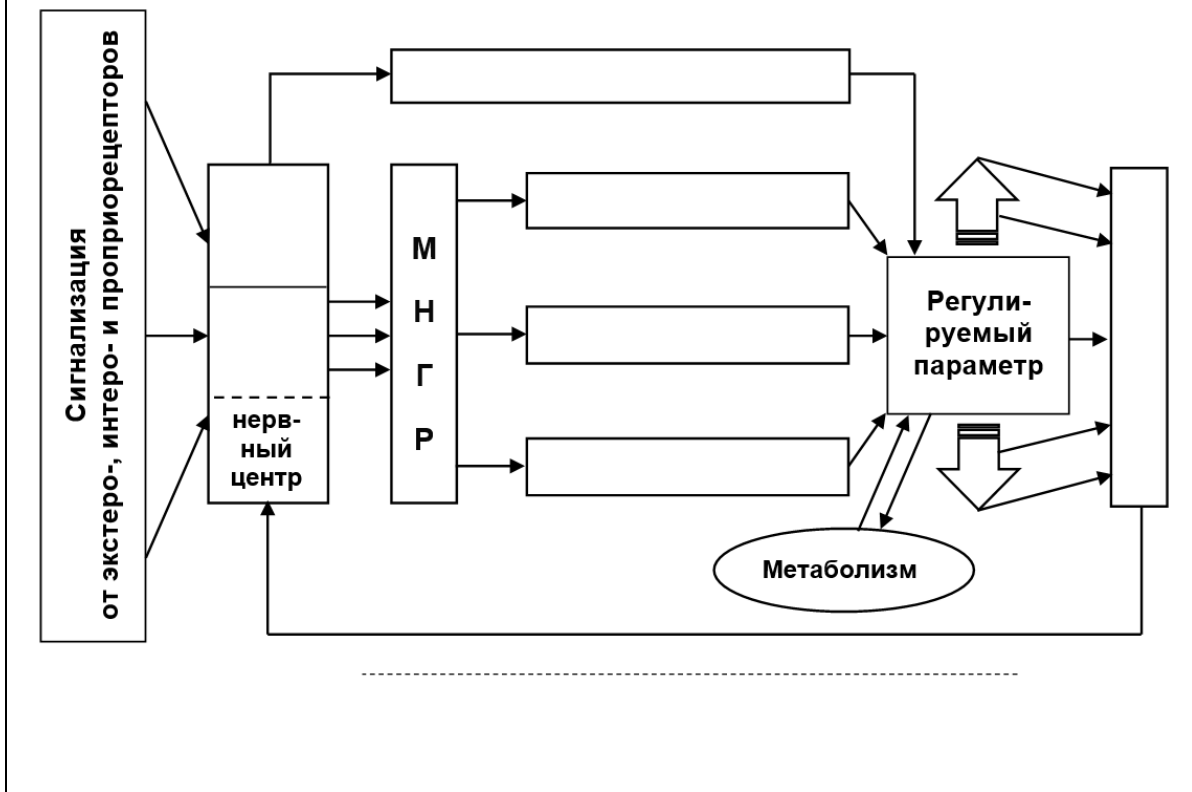 Сигнализация
от экстеро-, интеро- и проприорецепторов
нерв-
ный
центр
М
Н
Г
Р
Регули-
руемый
параметр
Метаболизм